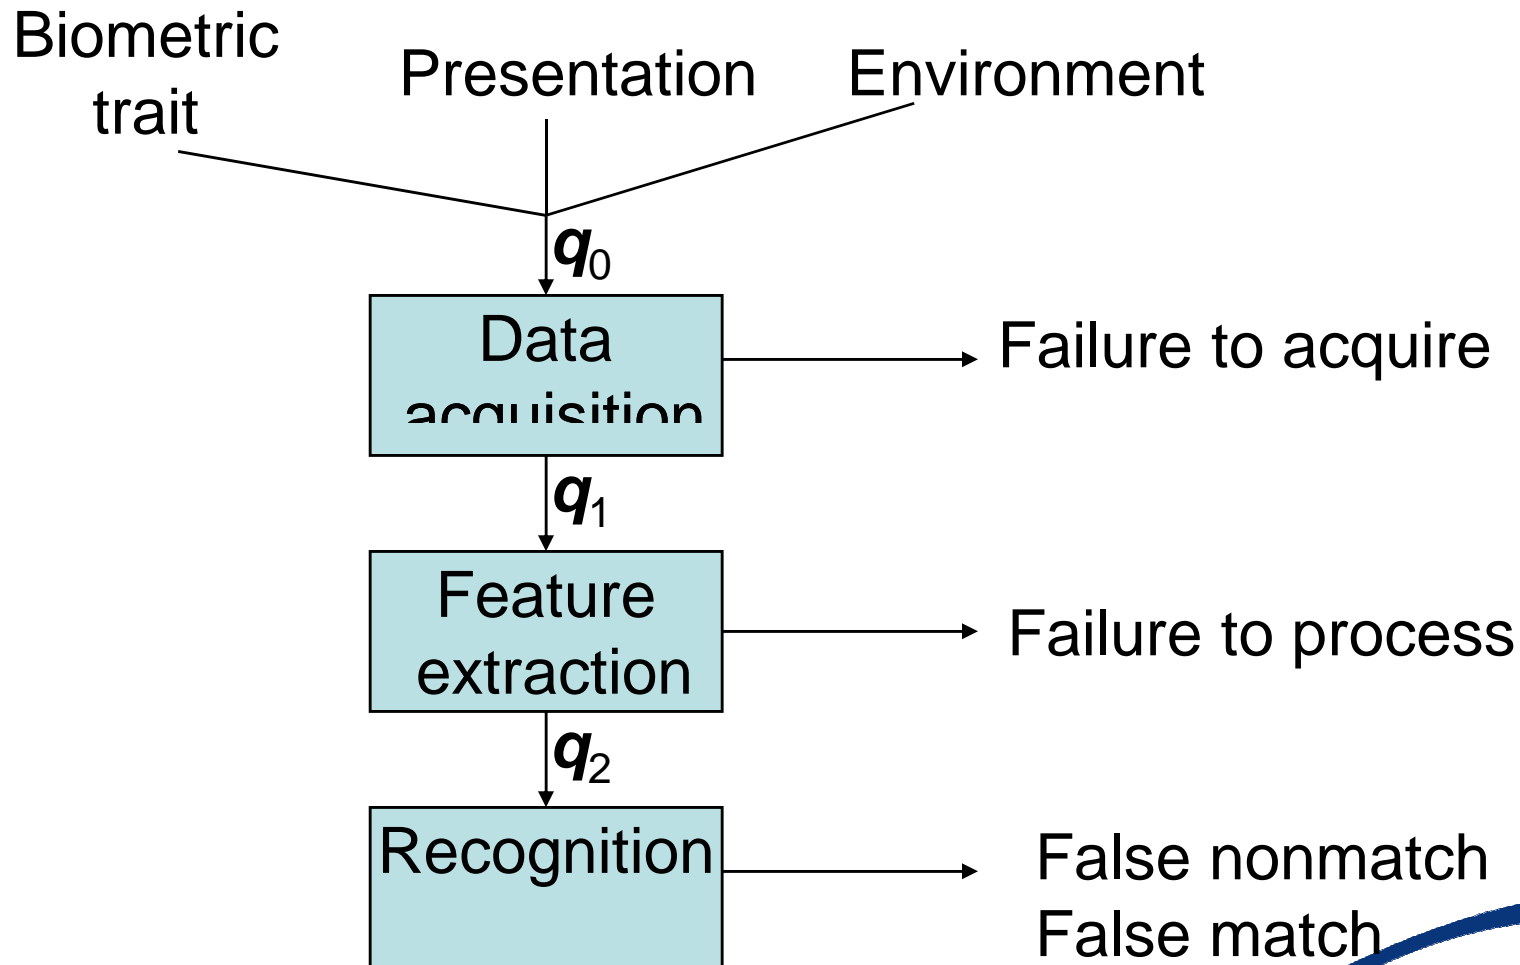 Biometric
trait
Presentation
Environment
q0
Data
acquisition
Failure to acquire
q1
Feature
extraction
Failure to process
q2
Recognition
False nonmatch
False match